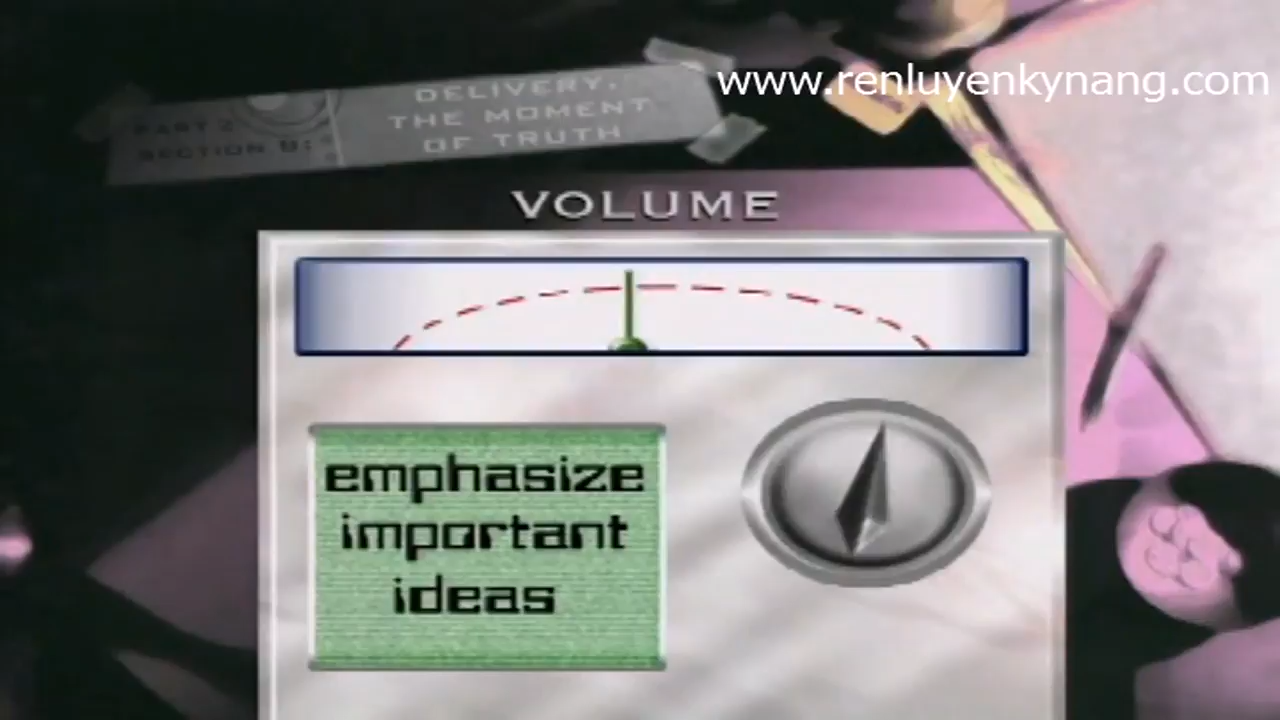 www.renluyenkynang.com
DELIVERY,
THE MOMENT
OF TRUTH
PART 2
SECTION B:
VOLUME
emphasize
important
ideas